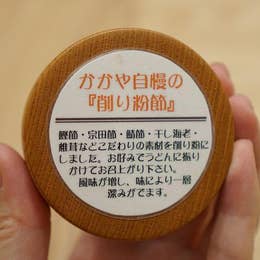 かかや自慢の
『削り粉節』
鰹節・宗田節・鯖節・干し海老・
椎茸などこだわりの素材を削り粉に
しました。お好みでうどんに振り
かけてお召上がり下さい。
風味が増し、味により一層
深みがでます。